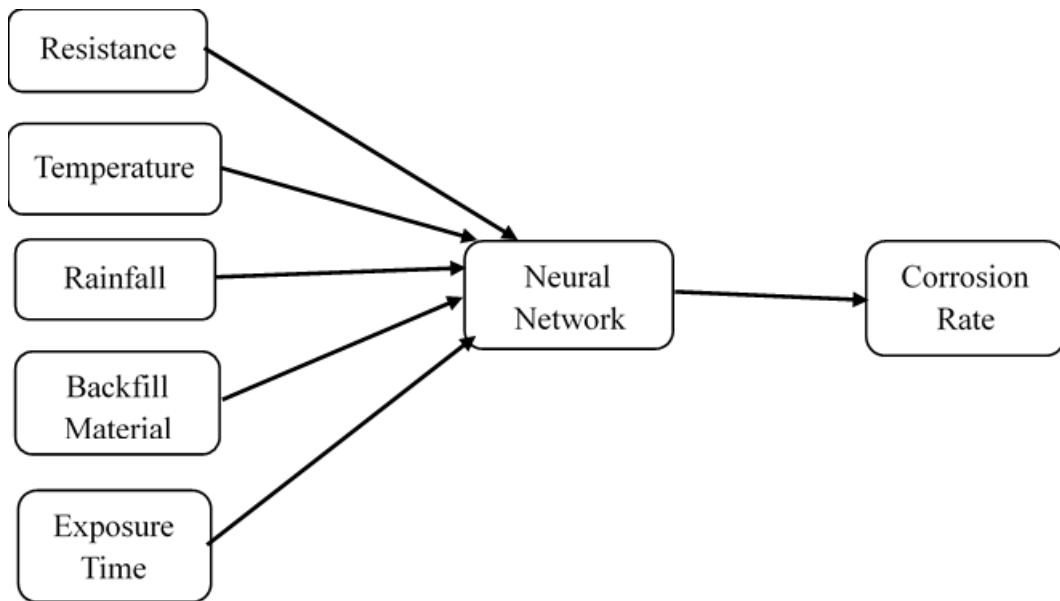 Resistance
Temperature
Rainfall
Backfill
Material
Exposure
Time
Neural
Network
Corrosion
Rate